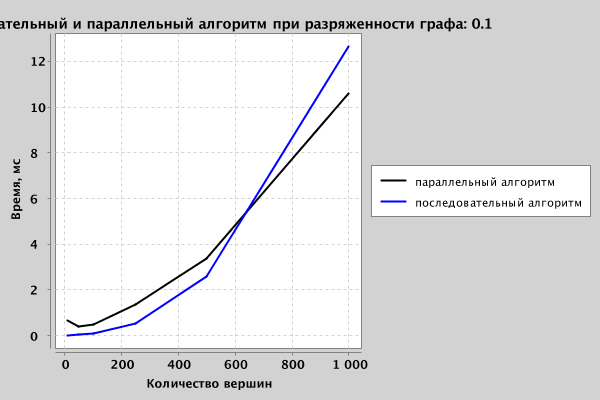 ательный и параллельный алгоритм при разряженности графа: 0.1
12
10
8
6
4
2
0
Время, мс
0 200 400 600 800 1 000
Количество вершин
параллельный алгоритм
последовательный алгоритм